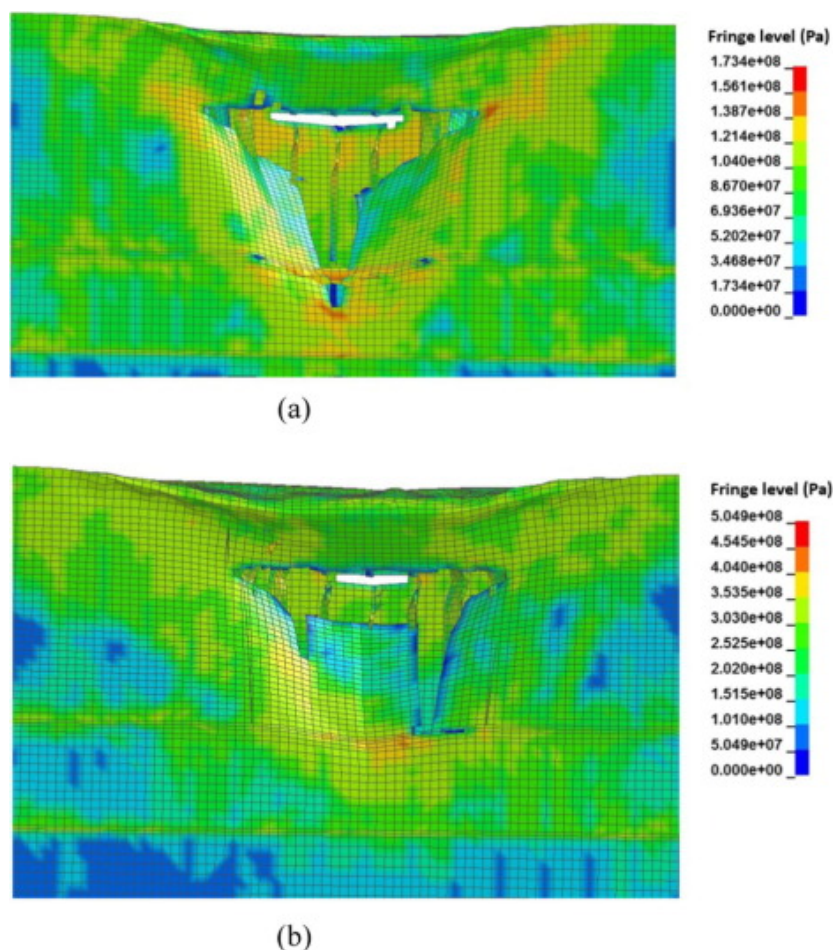 Fringe level (Pa)
1.734e+08
1.561e+08
1.387e+08
1.214e+08
1.040e+08
8.670e+07
6.936e+07
5.202e+07
3.468e+07
1.734e+07
0.000e+00
(a)
Fringe level (Pa)
5.049e+08
4.545e+08
4.040e+08
3.535e+08
3.030e+08
2.525e+08
2.020e+08
1.515e+08
1.010e+08
5.049e+07
0.000e+00
(b)